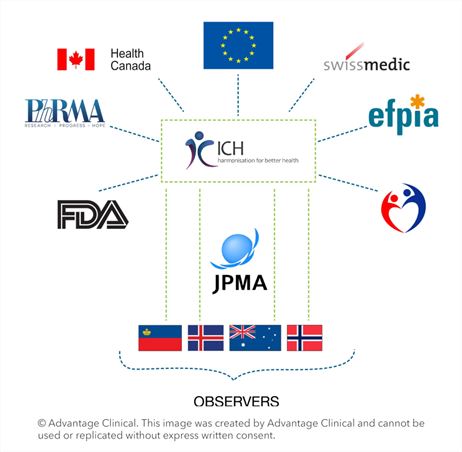 Health
Canada
swissmedic
PhRMA
RESEARCH · PROGRESS · HOPE
efpia
ICH
harmonisation for better health
FDA
JPMA
OBSERVERS
© Advantage Clinical. This image was created by Advantage Clinical and cannot be
used or replicated without express written consent.